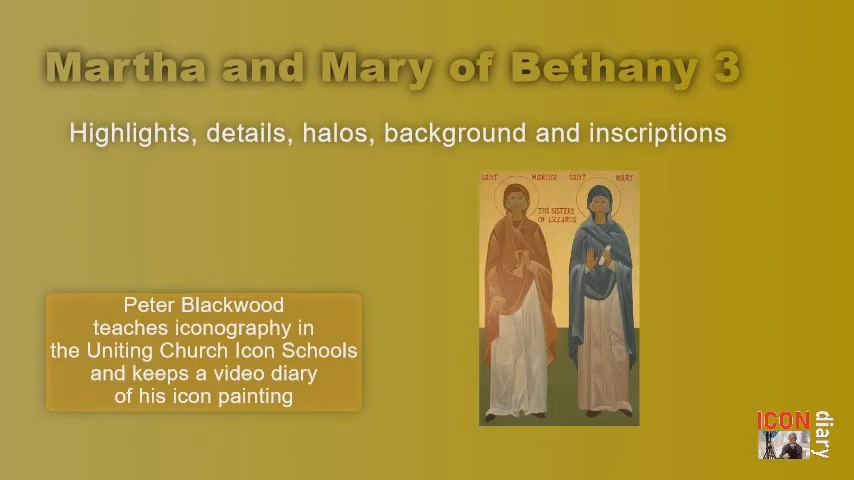 Martha and Mary of Bethany 3
Highlights, details, halos, background and inscriptions
SAINT MARTHA SAINT MARY
THE SISTERS
OF LAZARUS
Peter Blackwood
teaches iconography in
the Uniting Church Icon Schools
and keeps a video diary
of his icon painting
ICON
diary